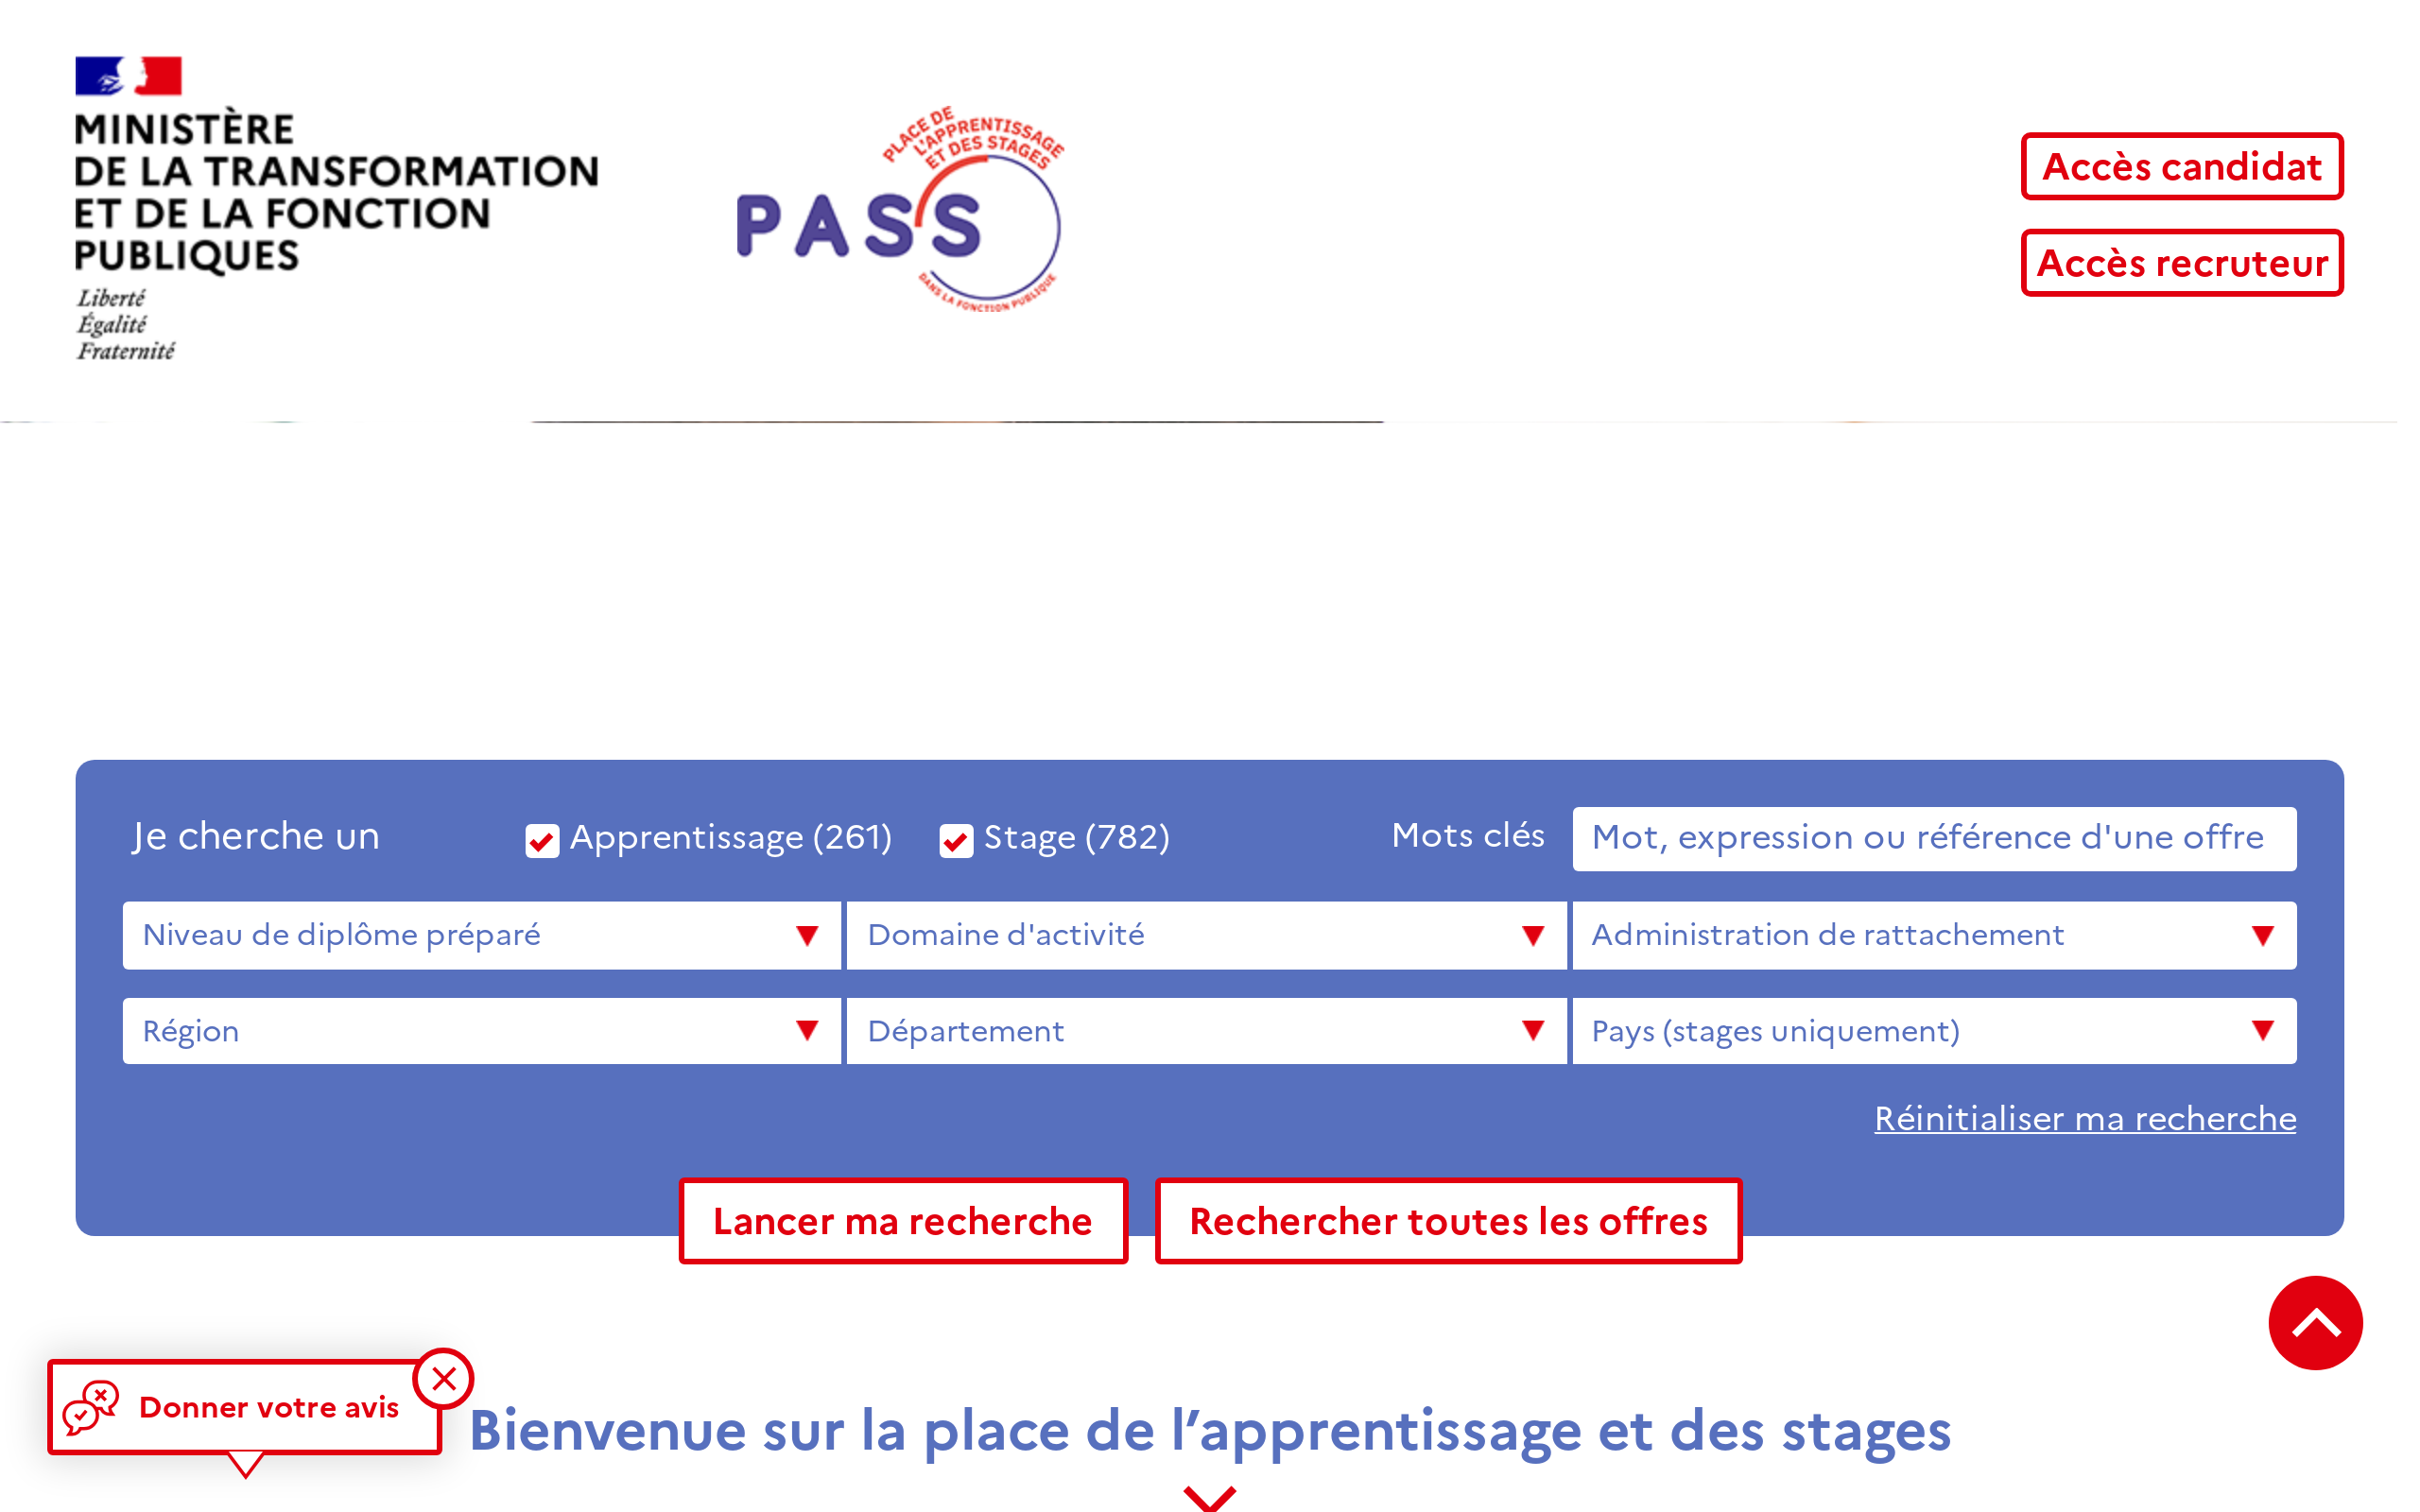 MINISTÈRE
DE LA TRANSFORMATION
ET DE LA FONCTION
PUBLIQUES
Liberté
Égalité
Fraternité
PLACE DE
L'APPRENTISSAGE
ET DES STAGES
PASS
DANS LA FONCTION PUBLIQUE
Accès candidat
Accès recruteur
Je cherche un
Apprentissage (261)
Stage (782)
Mots clés
Mot, expression ou référence d'une offre
Niveau de diplôme préparé
Domaine d'activité
Administration de rattachement
Région
Département
Pays (stages uniquement)
Réinitialiser ma recherche
Lancer ma recherche
Rechercher toutes les offres
Donner votre avis
Bienvenue sur la place de l’apprentissage et des stages